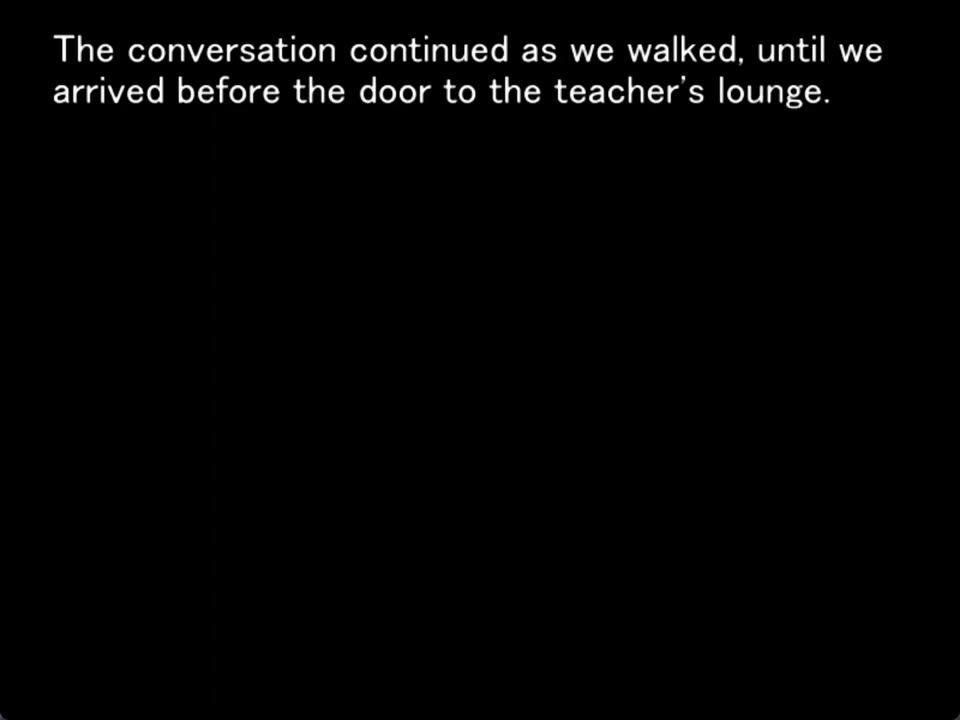 The conversation continued as we walked, until we
arrived before the door to the teacher's lounge.